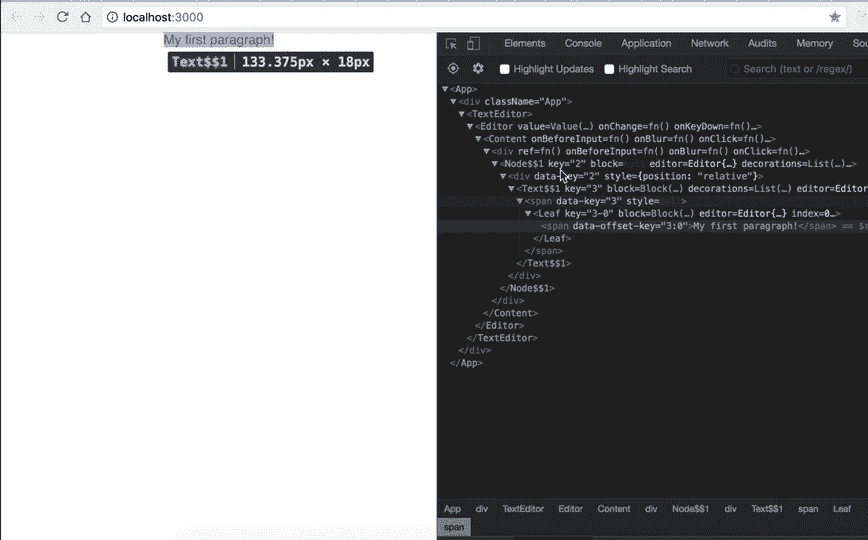 localhost:3000
My first paragraph!
Text$$1 | 133.375px × 18px
Elements Console Application Network Audits Memory Sou
Highlight Updates Highlight Search Search (text or /regex/)
<App>
<div className="App">
<TextEditor>
<Editor value=Value{…} onChange=fn() onKeyDown=fn()…>
<Content onBeforeInput=fn() onBlur=fn() onClick=fn()…>
<div ref=fn() onBeforeInput=fn() onBlur=fn() onClick=fn()…>
<Node$$1 key="2" block=null editor=Editor{…} decorations=List(…)…>
<div data-key="2" style={position: "relative"}>
<Text$$1 key="3" block=Block{…} decorations=List(…) editor=Editor
<span data-key="3" style=null>
<Leaf key="3-0" block=Block{…} editor=Editor{…} index=0…>
<span data-offset-key="3:0">My first paragraph!</span> == $r
</Leaf>
</span>
</Text$$1>
</div>
</Node$$1>
</div>
</Content>
</Editor>
</TextEditor>
</div>
</App>
App div TextEditor Editor Content div Node$$1 div Text$$1 span Leaf
span